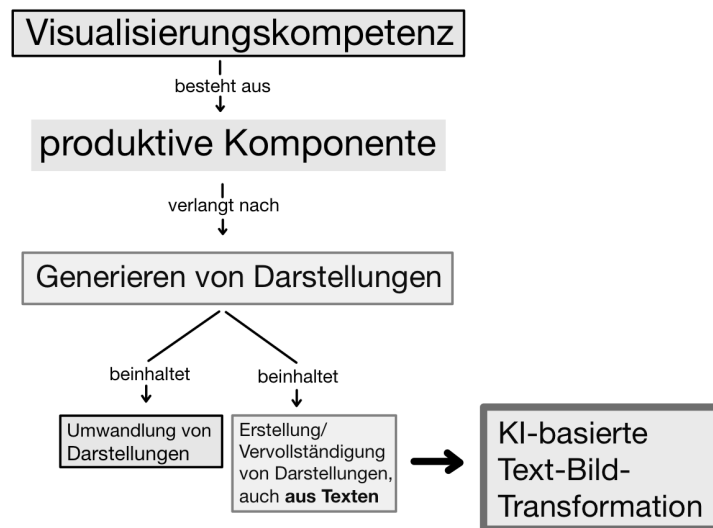 Visualisierungskompetenz
besteht aus
produktive Komponente
verlangt nach
Generieren von Darstellungen
beinhaltet
beinhaltet
Umwandlung von
Darstellungen
Erstellung/
Vervollständigung
von Darstellungen,
auch aus Texten
KI-basierte
Text-Bild-
Transformation